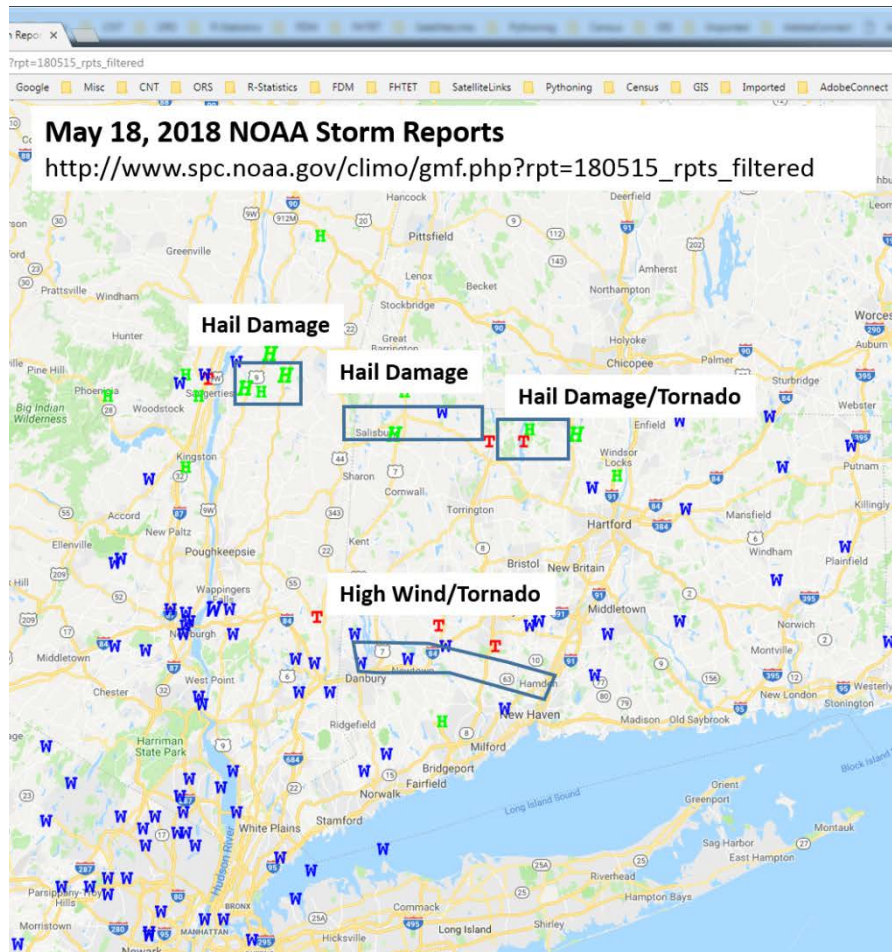 n Repor ×
?rpt=180515_rpts_filtered
Google Misc CNT ORS R-Statistics FDM FHTET SatelliteLinks Pythoning Census GIS Imported AdobeConnect
May 18, 2018 NOAA Storm Reports
http://www.spc.noaa.gov/climo/gmf.php?rpt=180515_rpts_filtered
Hancock
Deerfield
Greenville
Pittsfield
Lenox
Becket
Amherst
Prattsville
Windham
Stockbridge
Northampton
Hail Damage
Hunter
Great
Barrington
Holyoke
Chicopee
Palmer
Auburn
Pine Hill
Hail Damage
Sturbridge
Phoenicia
Saugerties
Hail Damage/Tornado
Webster
Big Indian
Wilderness
Woodstock
Salisbury
Enfield
Kingston
Sharon
Windsor
Locks
Putnam
Cornwall
Accord
Torrington
Hartford
Mansfield
Killingly
New Paltz
Ellenville
Kent
Poughkeepsie
Bristol
New Britain
Windham
Plainfield
Wappingers
Falls
High Wind/Tornado
Middletown
Newburgh
Norwich
Middletown
Montville
West Point
Danbury
Newtown
Hamden
Chester
New London
Westerly
Stonington
New Haven
Madison
Old Saybrook
Ridgefield
Harriman
State Park
Milford
Bridgeport
Fairfield
Norwalk
Long Island Sound
Block Island
Orient
Greenport
Stamford
White Plains
Hudson River
Sag Harbor
Montauk
East Hampton
Riverhead
Parsippany-Troy
Hills
Hampton Bays
BRONX
Commack
Morristown
MANHATTAN
Shirley
Long Island
Hicksville
Newark